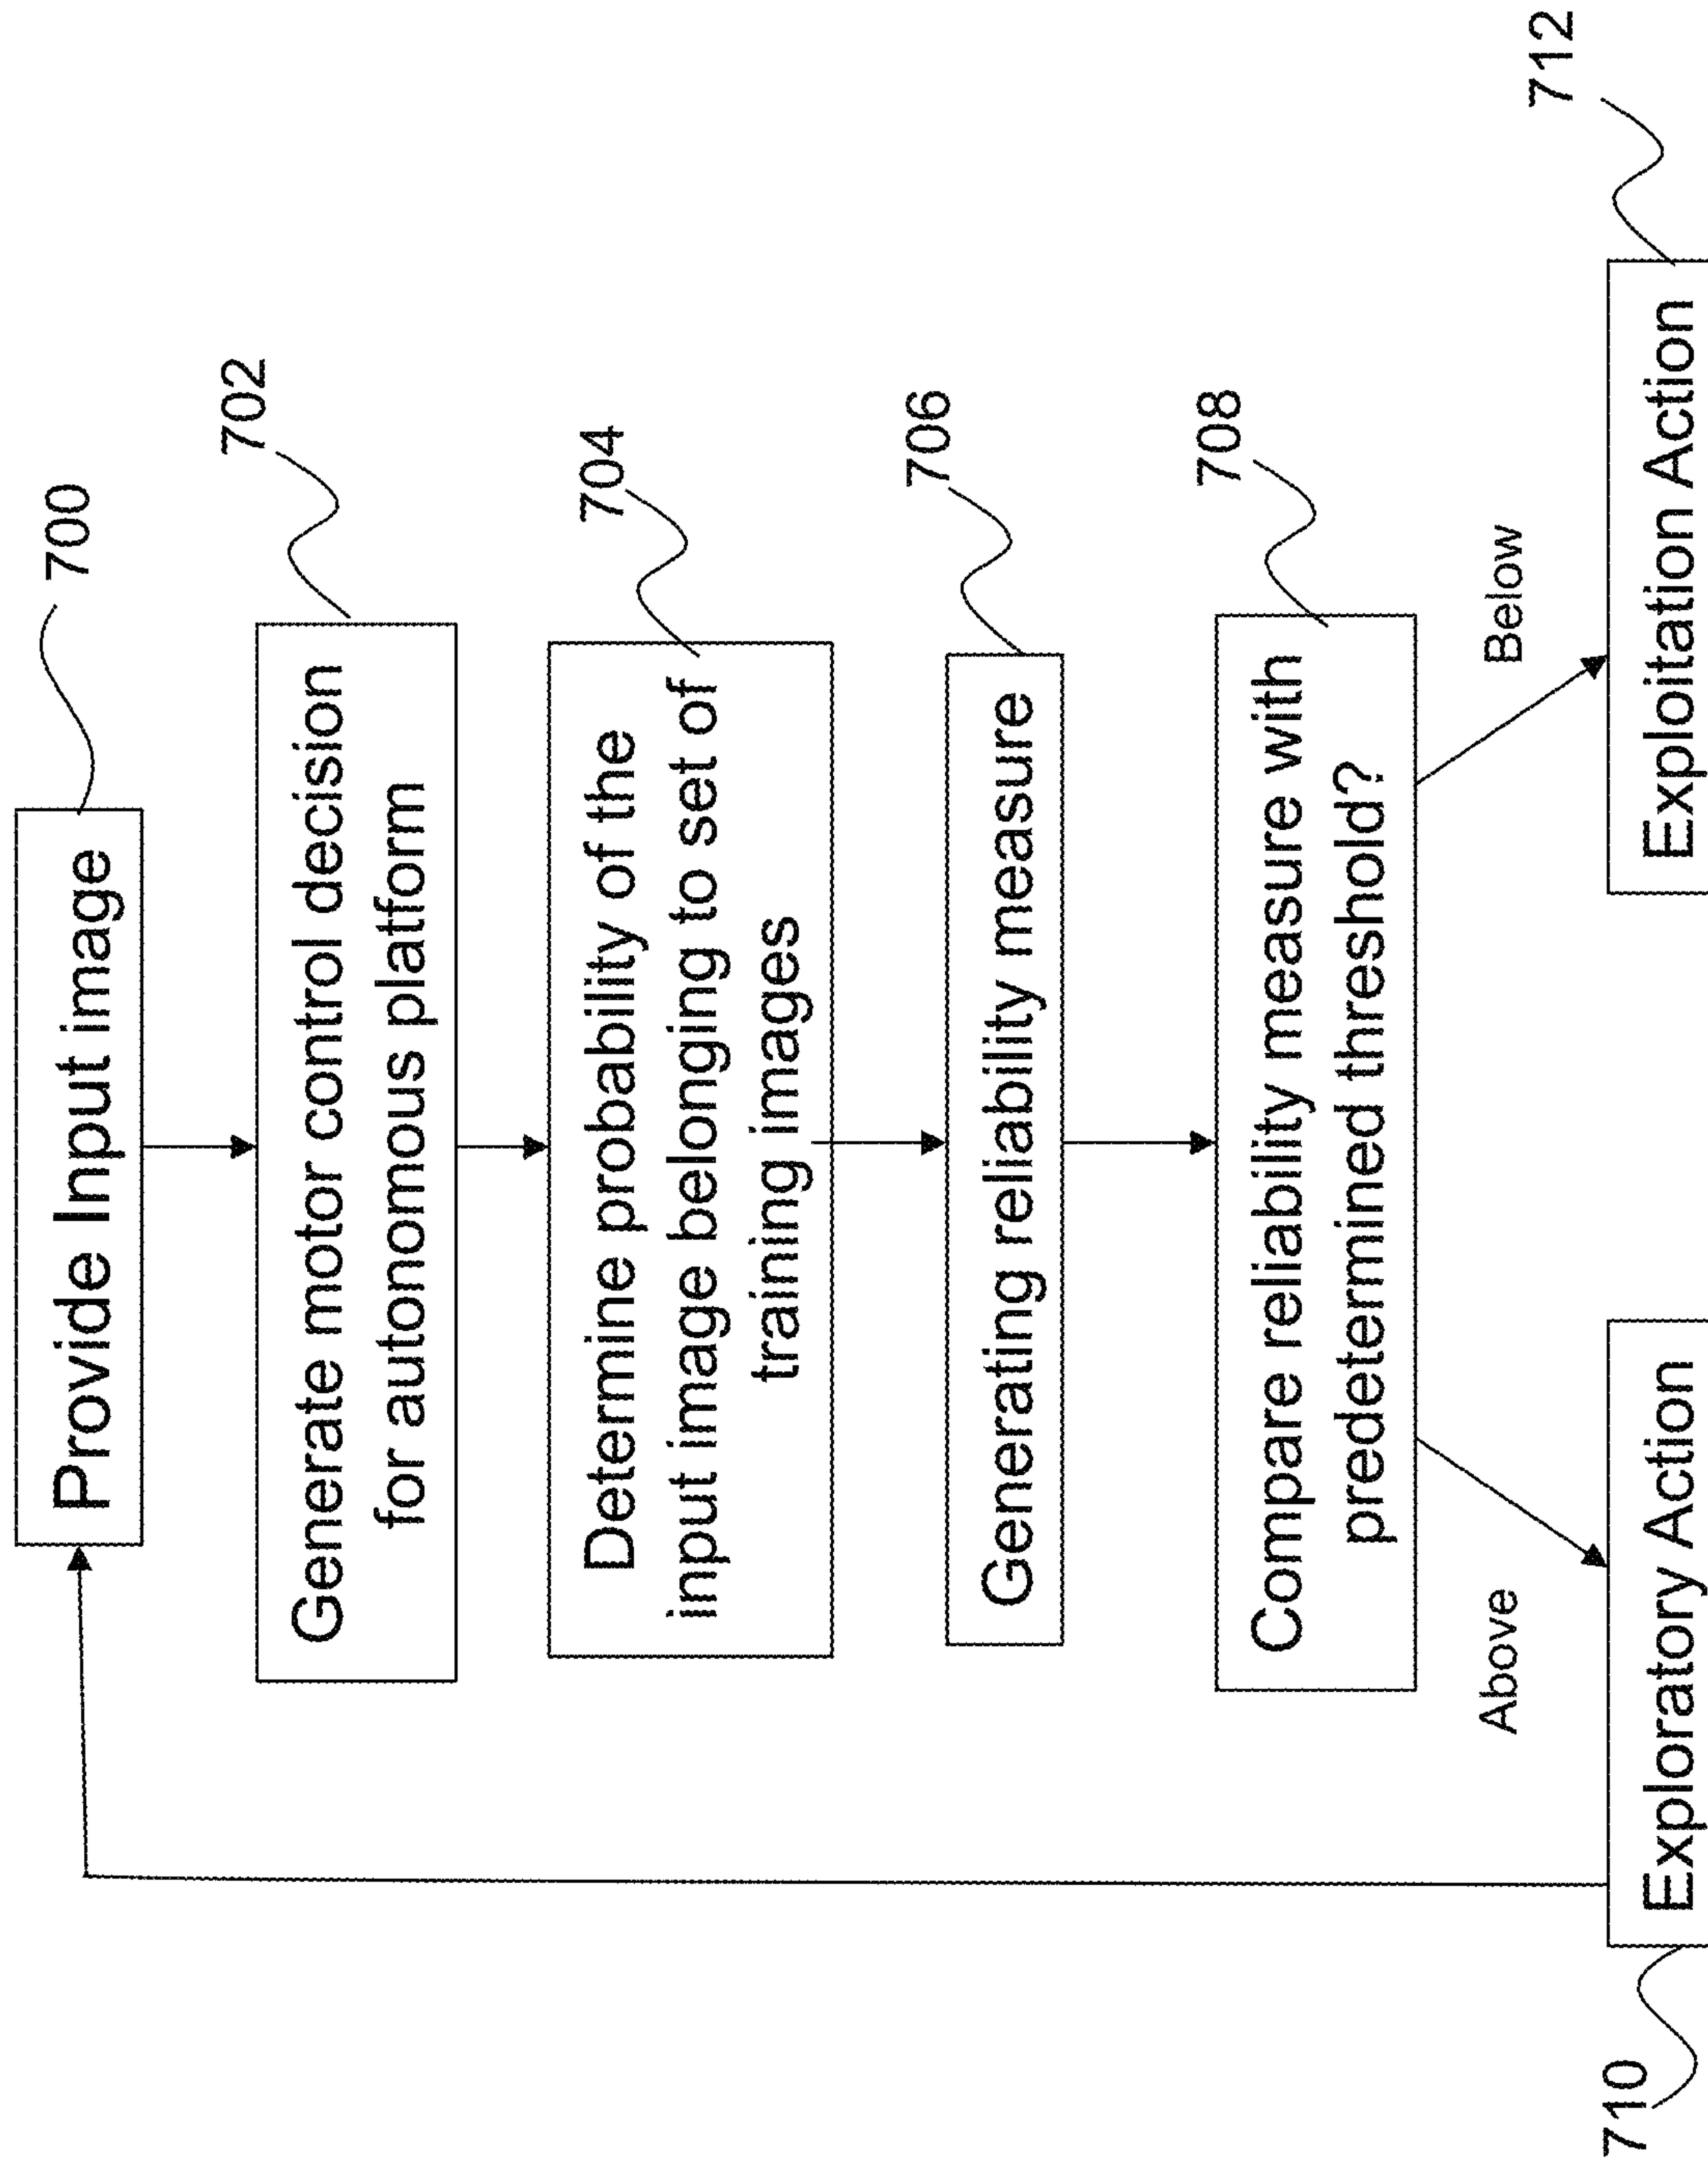 Provide Input image
700
Generate motor control decision
for autonomous platform
702
Determine probability of the
input image belonging to set of
training images
704
Generating reliability measure
706
Compare reliability measure with
predetermined threshold?
708
Above
Below
710
Exploratory Action
Exploitation Action
712